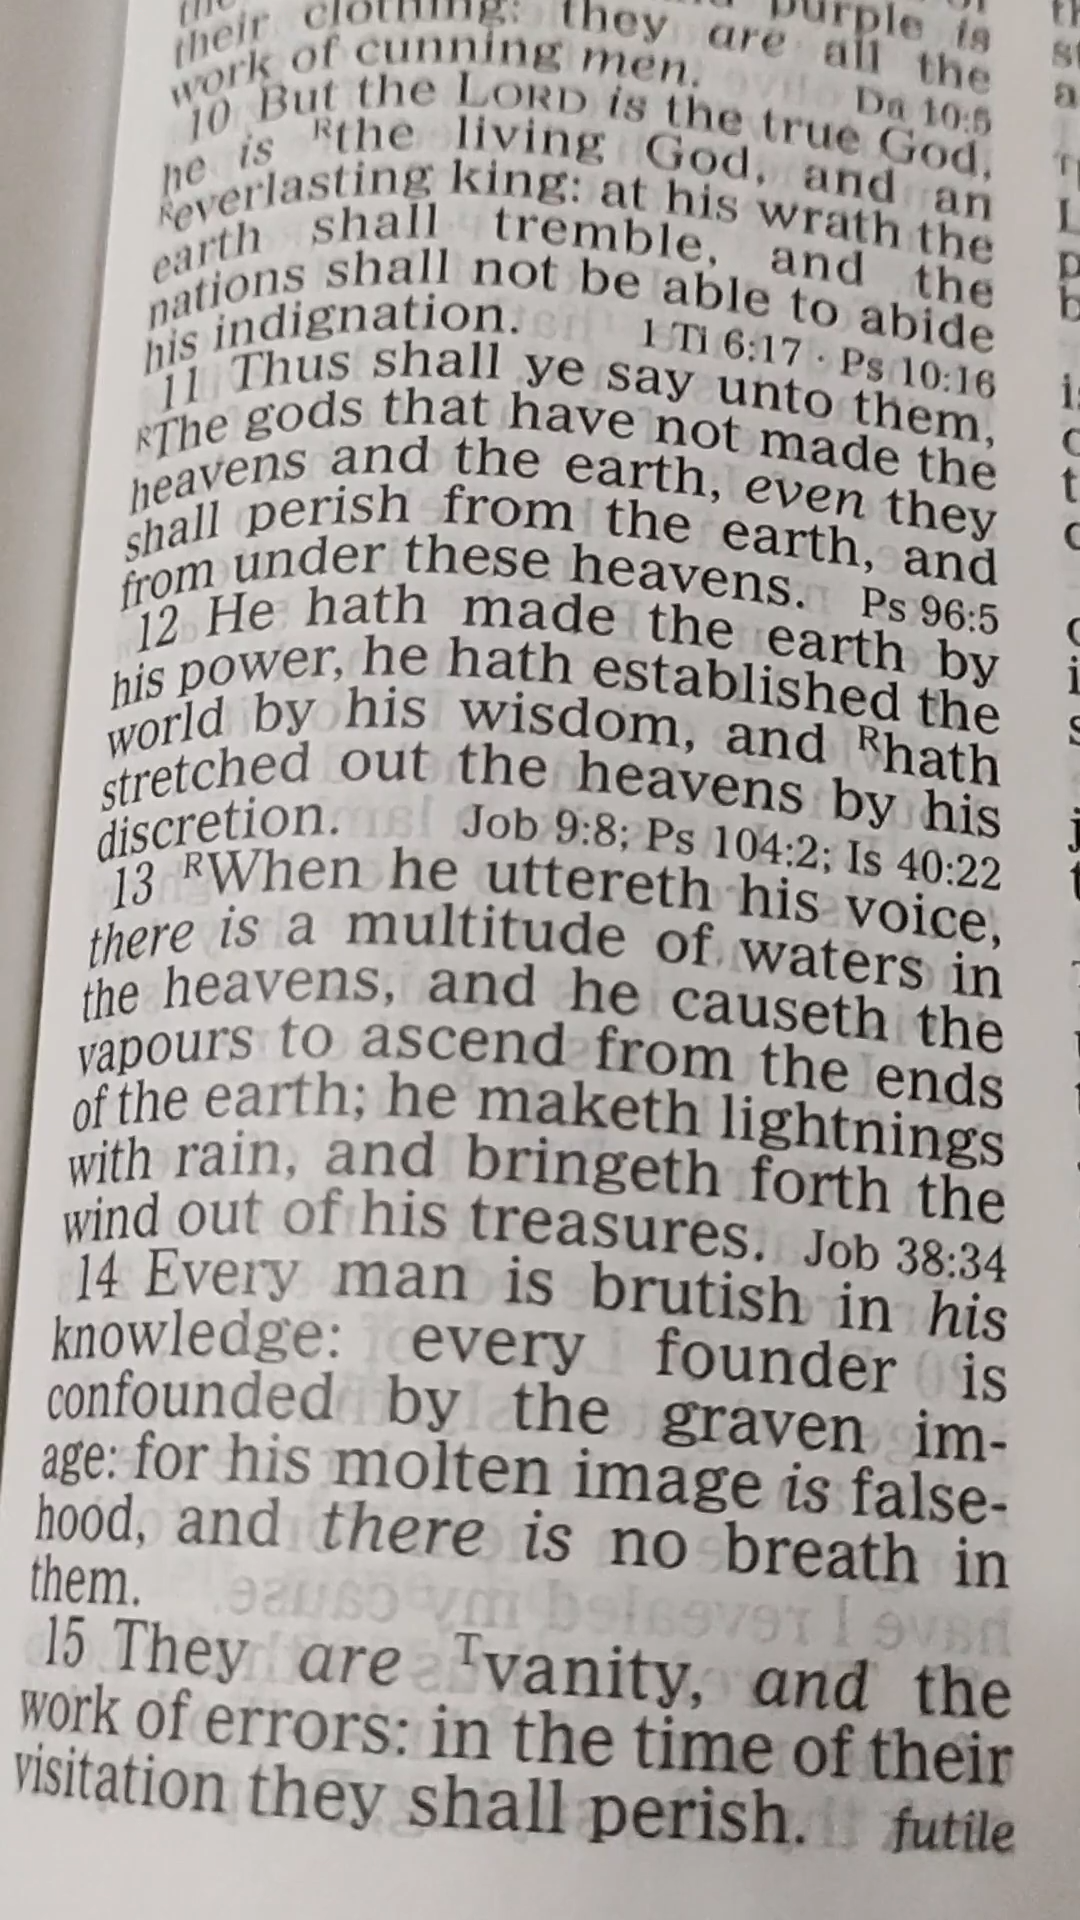 purple is
their clothing: they are all the
work of cunning men. Da 10:5
10 But the LORD is the true God,
he is ᴿthe living God, and an
ᴿeverlasting king: at his wrath the
earth shall tremble, and the
nations shall not be able to abide
his indignation. 1 Ti 6:17 · Ps 10:16
11 Thus shall ye say unto them,
ᴿThe gods that have not made the
heavens and the earth, even they
shall perish from the earth, and
from under these heavens. Ps 96:5
12 He hath made the earth by
his power, he hath established the
world by his wisdom, and ᴿhath
stretched out the heavens by his
discretion. Job 9:8; Ps 104:2; Is 40:22
13 ᴿWhen he uttereth his voice,
there is a multitude of waters in
the heavens, and he causeth the
vapours to ascend from the ends
of the earth; he maketh lightnings
with rain, and bringeth forth the
wind out of his treasures. Job 38:34
14 Every man is brutish in his
knowledge: every founder is
confounded by the graven im-
age: for his molten image is false-
hood, and there is no breath in
them.
15 They are ᵀvanity, and the
work of errors: in the time of their
visitation they shall perish. futile